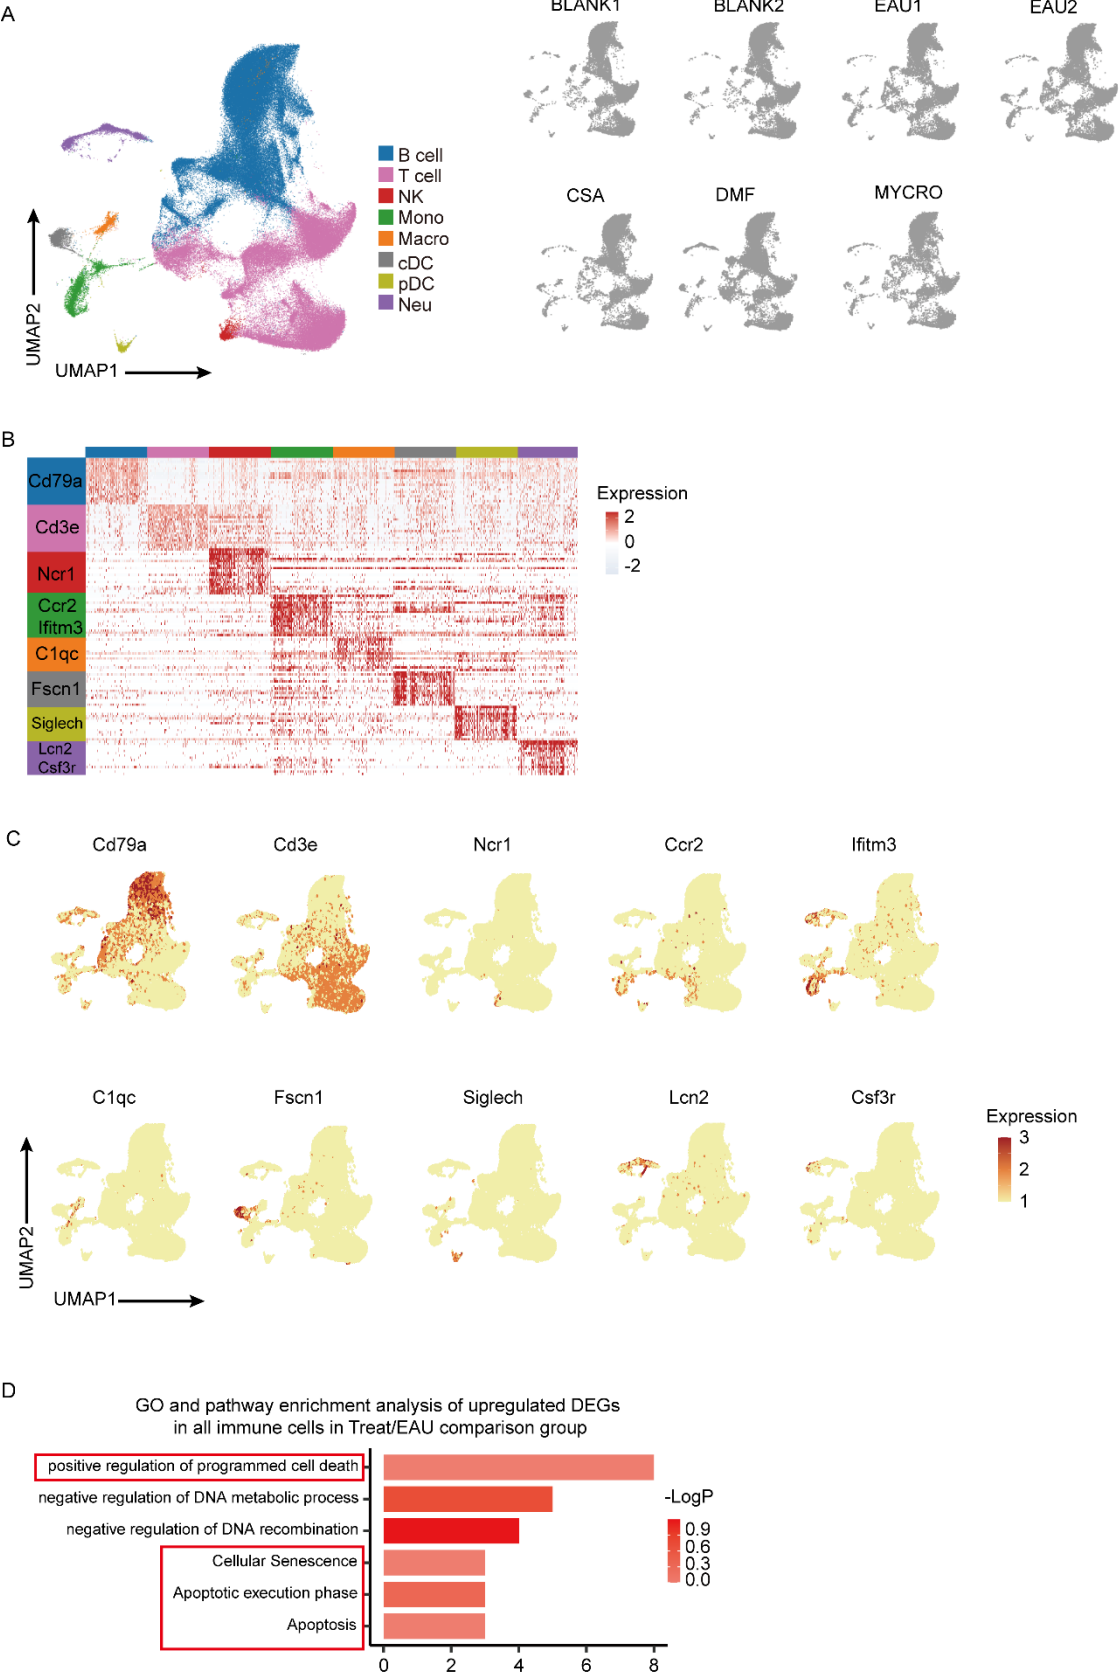 A
BLANK1
BLANK2
EAU1
EAU2
B cell
T cell
NK
Mono
Macro
cDC
pDC
Neu
CSA
DMF
MYCRO
UMAP2
UMAP1
B
Cd79a
Cd3e
Ncr1
Ccr2
Ifitm3
C1qc
Fscn1
Siglech
Lcn2
Csf3r
Expression
2
0
-2
C
Cd79a
Cd3e
Ncr1
Ccr2
Ifitm3
C1qc
Fscn1
Siglech
Lcn2
Csf3r
Expression
3
2
1
UMAP2
UMAP1
D
GO and pathway enrichment analysis of upregulated DEGs
in all immune cells in Treat/EAU comparison group
positive regulation of programmed cell death
negative regulation of DNA metabolic process
negative regulation of DNA recombination
Cellular Senescence
Apoptotic execution phase
Apoptosis
-LogP
0.9
0.6
0.3
0.0
0 2 4 6 8